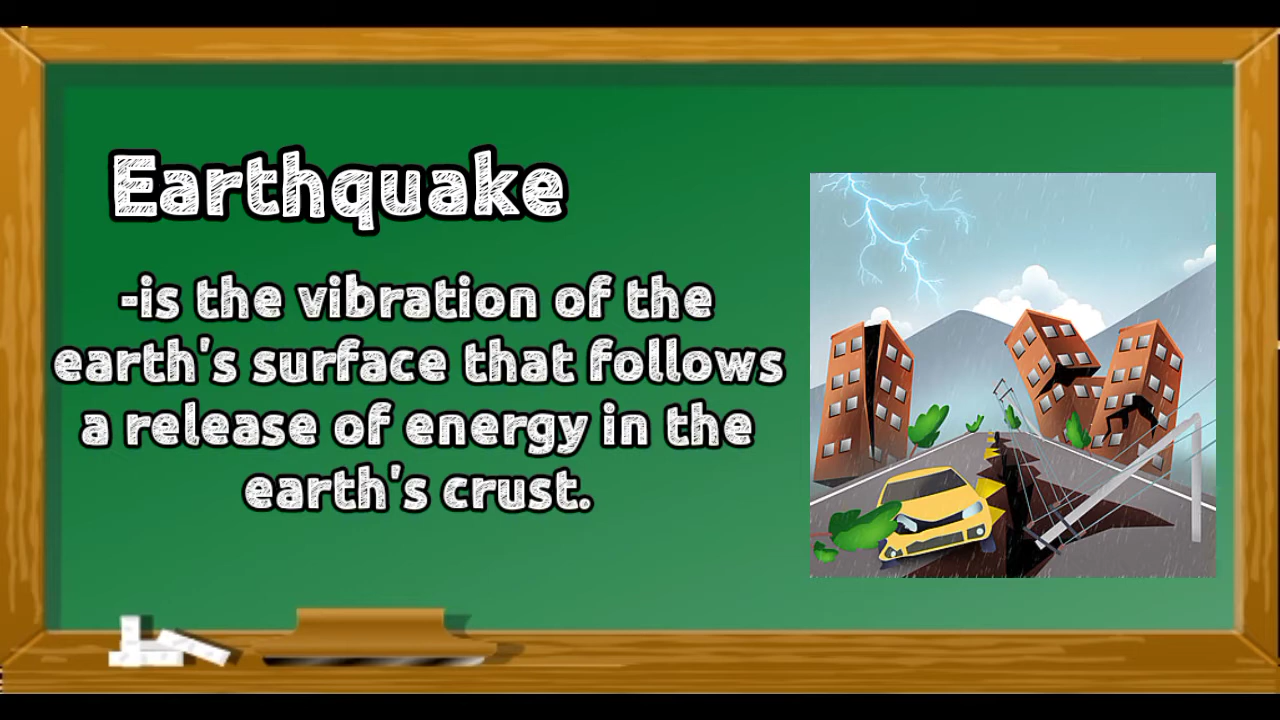 Earthquake
-is the vibration of the
earth's surface that follows
a release of energy in the
earth's crust.